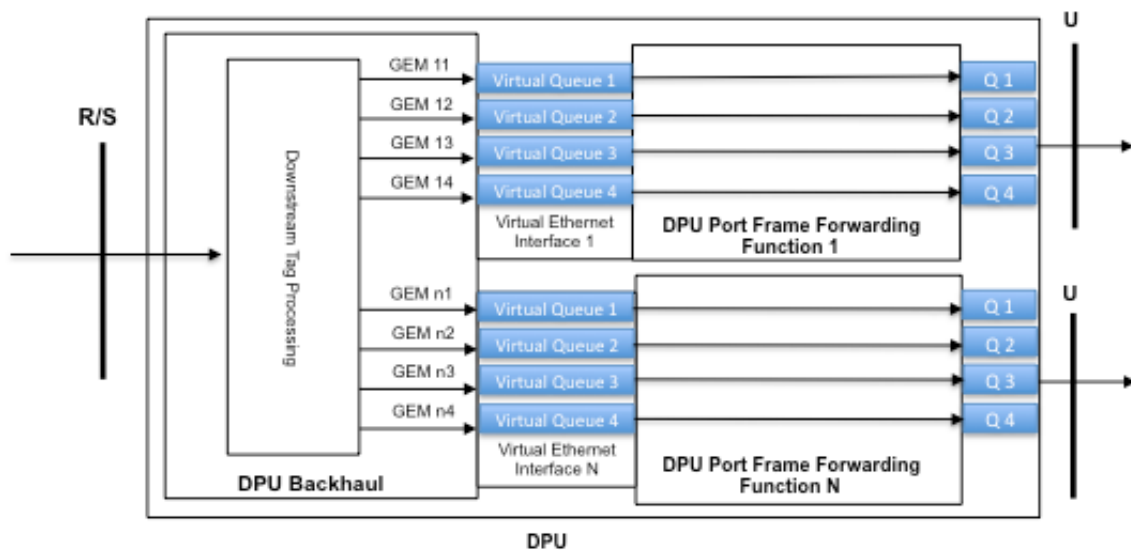 U
R/S
Downstream Tag Processing
GEM 11
GEM 12
GEM 13
GEM 14
Virtual Queue 1
Virtual Queue 2
Virtual Queue 3
Virtual Queue 4
Virtual Ethernet
Interface 1
DPU Port Frame Forwarding
Function 1
Q 1
Q 2
Q 3
Q 4
GEM n1
GEM n2
GEM n3
GEM n4
Virtual Queue 1
Virtual Queue 2
Virtual Queue 3
Virtual Queue 4
Virtual Ethernet
Interface N
DPU Port Frame Forwarding
Function N
Q 1
Q 2
Q 3
Q 4
U
DPU Backhaul
DPU